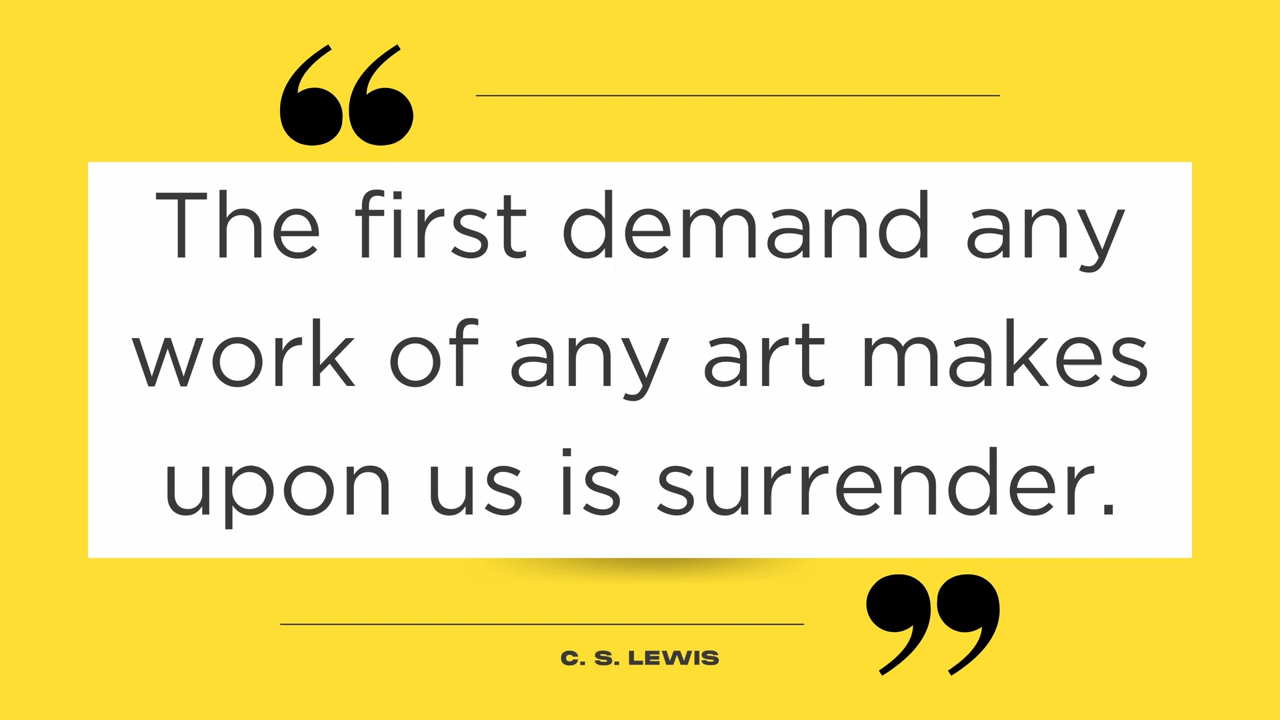 “
The first demand any
work of any art makes
upon us is surrender.
”
C. S. LEWIS